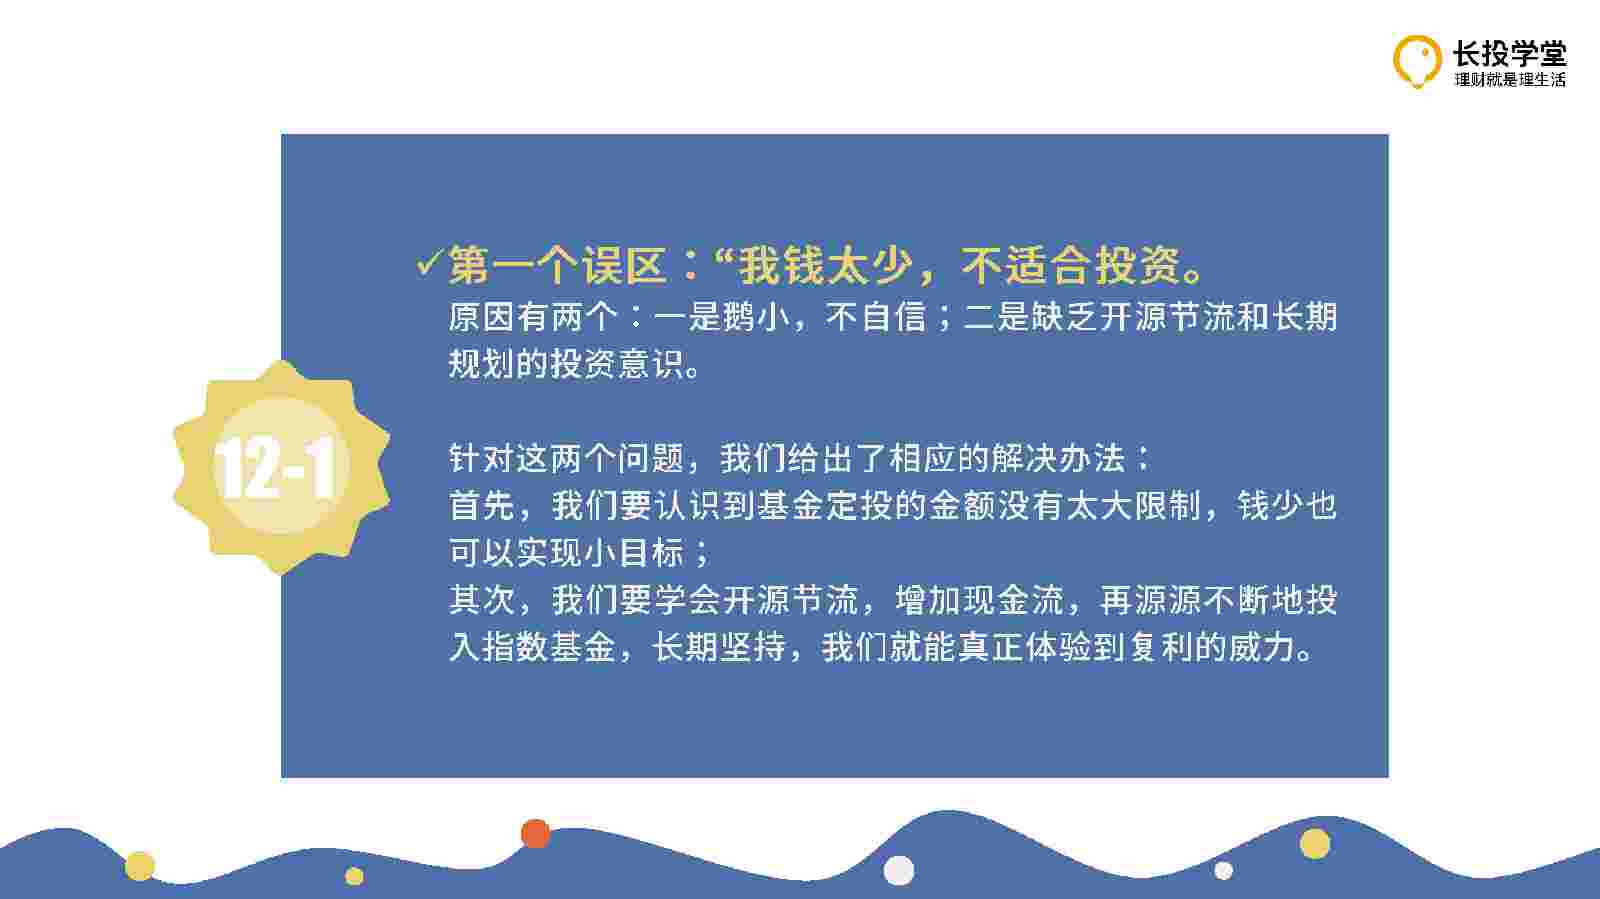 长投学堂
理财就是理生活
✓第一个误区：“我钱太少，不适合投资。
原因有两个：一是鹅小，不自信；二是缺乏开源节流和长期
规划的投资意识。
12-1
针对这两个问题，我们给出了相应的解决办法：
首先，我们要认识到基金定投的金额没有太大限制，钱少也
可以实现小目标；
其次，我们要学会开源节流，增加现金流，再源源不断地投
入指数基金，长期坚持，我们就能真正体验到复利的威力。